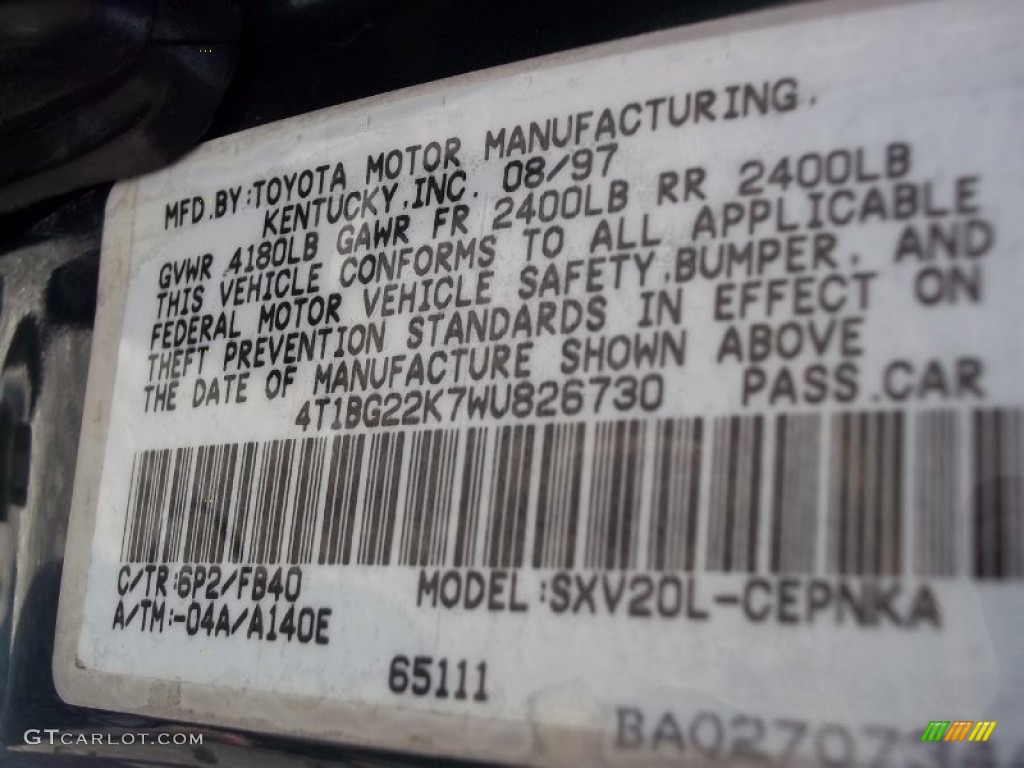 MFD.BY:TOYOTA MOTOR MANUFACTURING.
KENTUCKY,INC. 08/97
GVWR 4180LB GAWR FR 2400LB RR 2400LB
THIS VEHICLE CONFORMS TO ALL APPLICABLE
FEDERAL MOTOR VEHICLE SAFETY,BUMPER, AND
THEFT PREVENTION STANDARDS IN EFFECT ON
THE DATE OF MANUFACTURE SHOWN ABOVE
4T1BG22K7WU826730 PASS.CAR
C/TR:6P2/FB40 MODEL:SXV20L-CEPNKA
A/TM:-04A/A140E
65111
GTCARLOT.COM